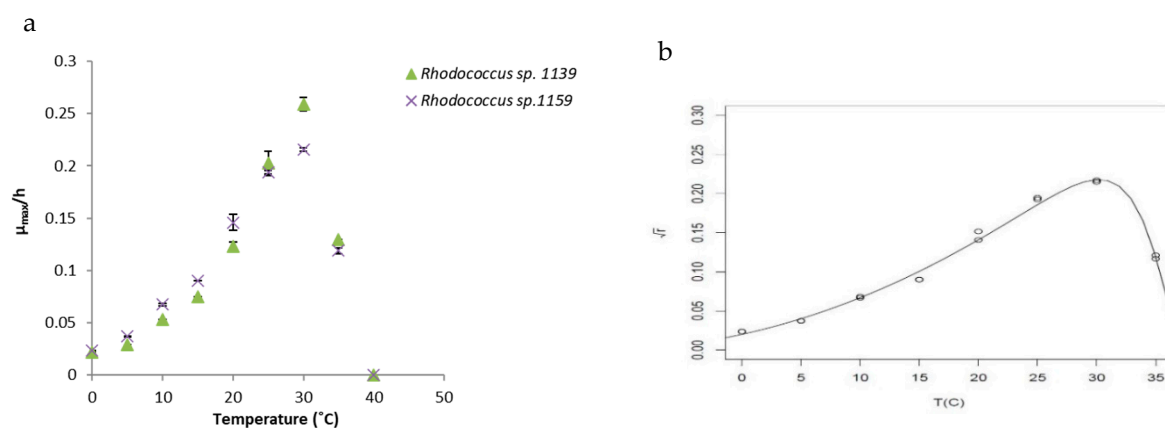 a
0.3
0.25
0.2
0.15
0.1
0.05
0
μmax/h
0 10 20 30 40 50
Temperature (˚C)
Rhodococcus sp. 1139
Rhodococcus sp.1159
b
0.30
0.25
0.20
0.15
0.10
0.05
0.00
√r
0 5 10 15 20 25 30 35
T(C)